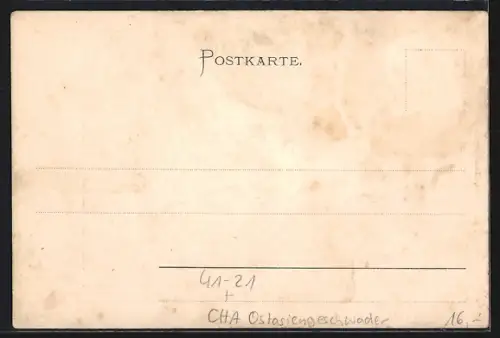 POSTKARTE.
41-21
+
CHA Ostasiengeschwader 16,-